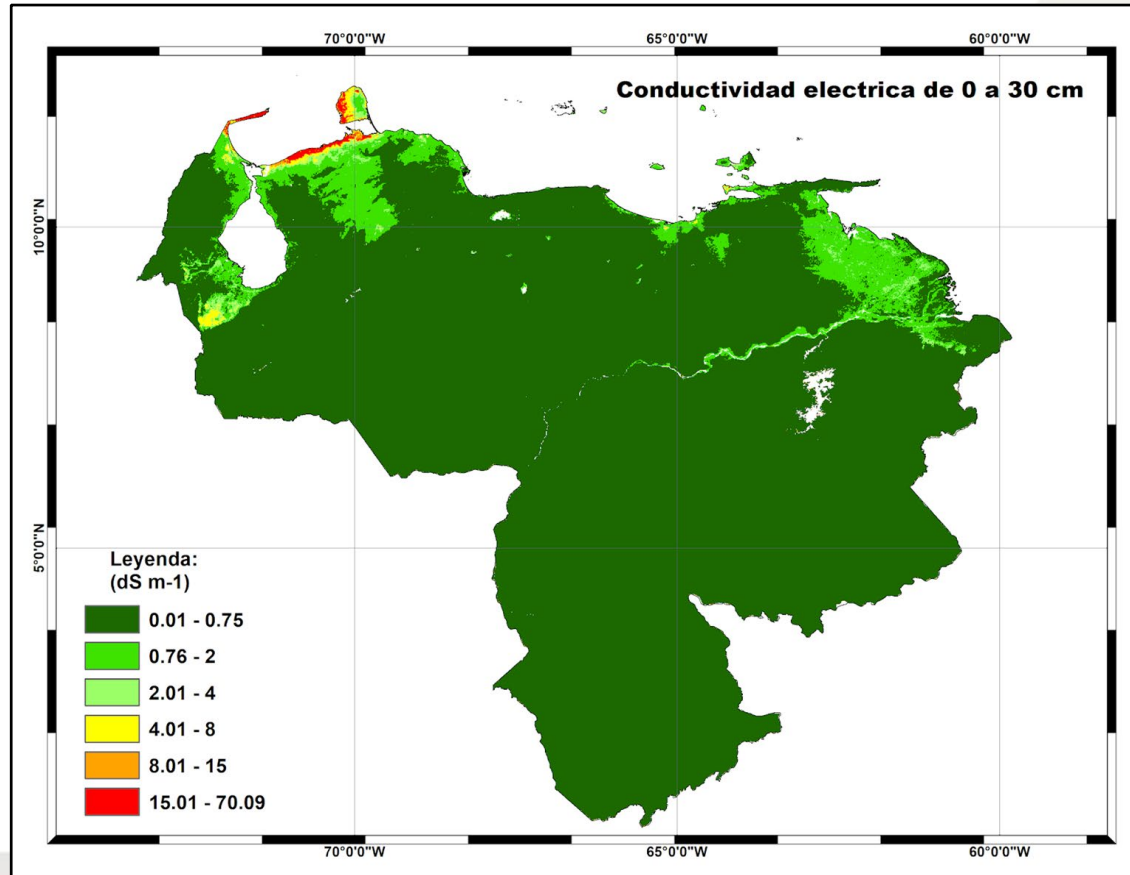 70°0'0"W 65°0'0"W 60°0'0"W
Conductividad electrica de 0 a 30 cm
10°0'0"N
5°0'0"N
Leyenda:
(dS m-1)
0.01 - 0.75
0.76 - 2
2.01 - 4
4.01 - 8
8.01 - 15
15.01 - 70.09
70°0'0"W 65°0'0"W 60°0'0"W